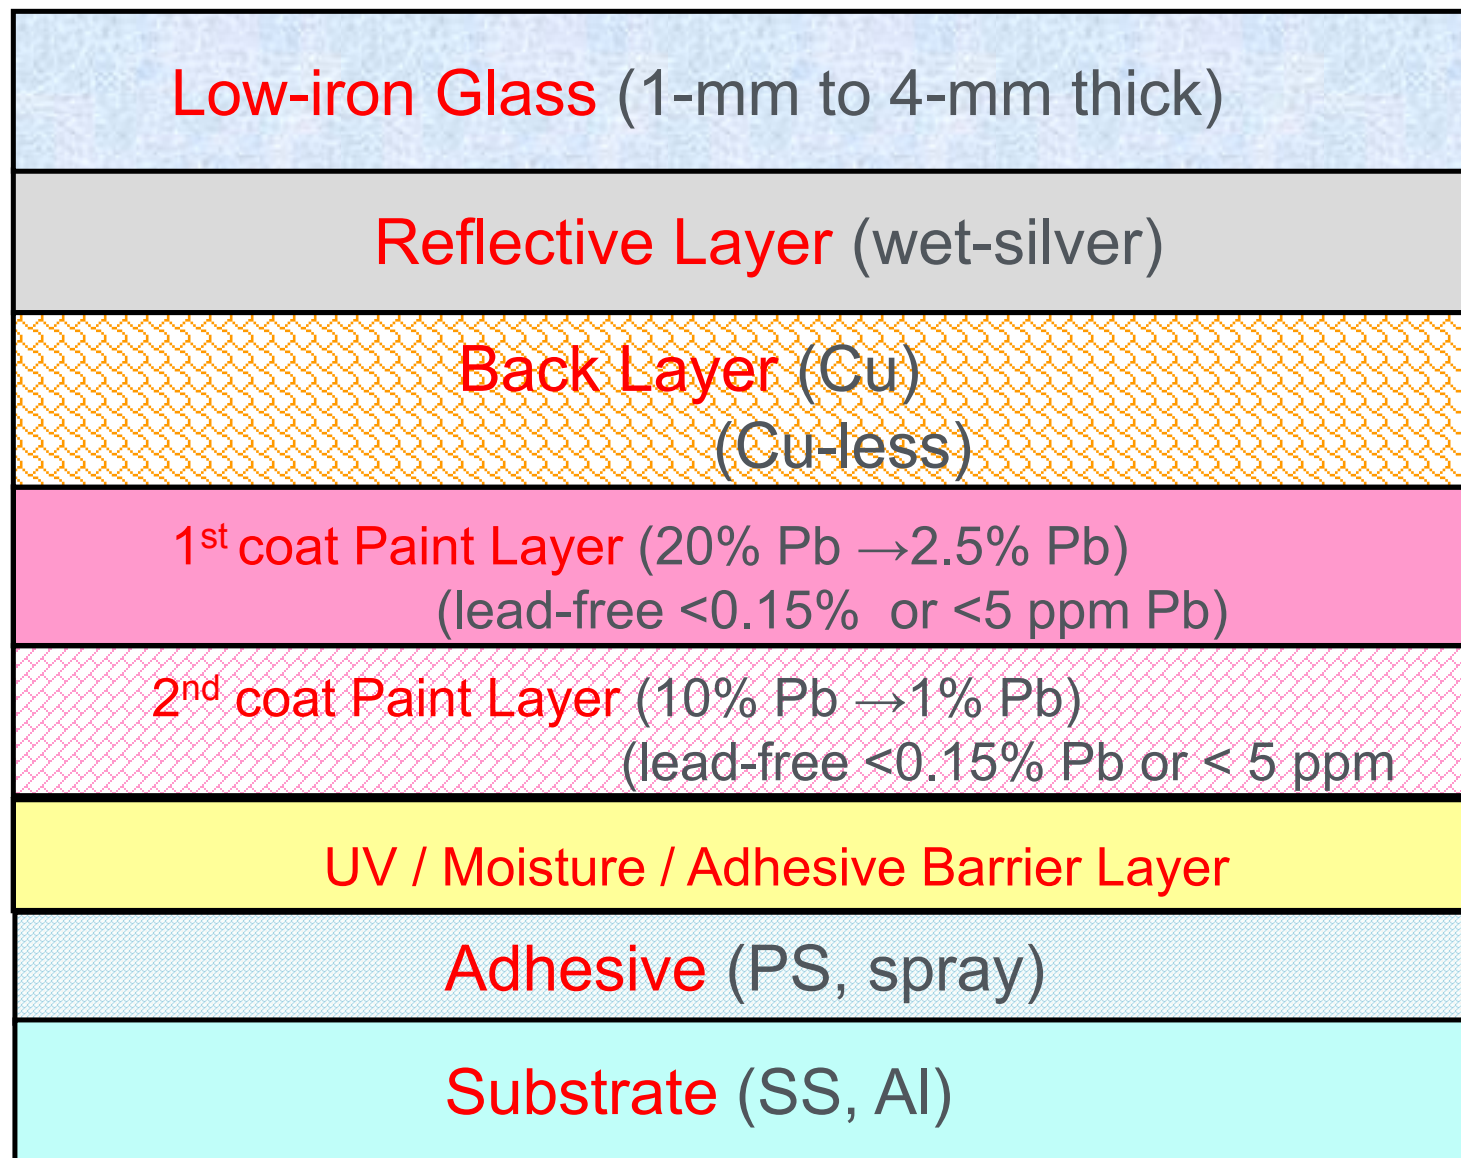 Low-iron Glass (1-mm to 4-mm thick)
Reflective Layer (wet-silver)
Back Layer (Cu)
(Cu-less)
1st coat Paint Layer (20% Pb →2.5% Pb)
(lead-free <0.15% or <5 ppm Pb)
2nd coat Paint Layer (10% Pb →1% Pb)
(lead-free <0.15% Pb or < 5 ppm
UV / Moisture / Adhesive Barrier Layer
Adhesive (PS, spray)
Substrate (SS, Al)